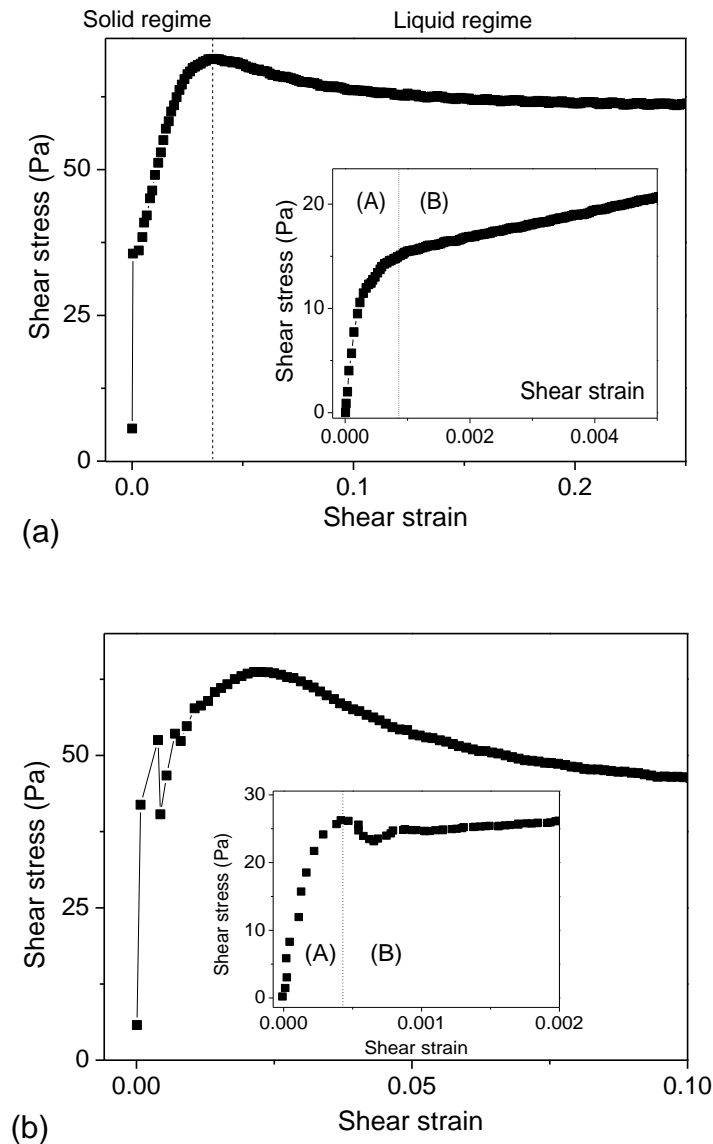 Solid regime Liquid regime
50
25
0
Shear stress (Pa)
0.0 0.1 0.2
Shear strain
(A) (B)
20
10
0
Shear stress (Pa)
Shear strain
0.000 0.002 0.004
(a)
50
25
0
Shear stress (Pa)
0.00 0.05 0.10
Shear strain
30
20
10
0
Shear stress (Pa)
(A) (B)
0.000 0.001 0.002
Shear strain
(b)